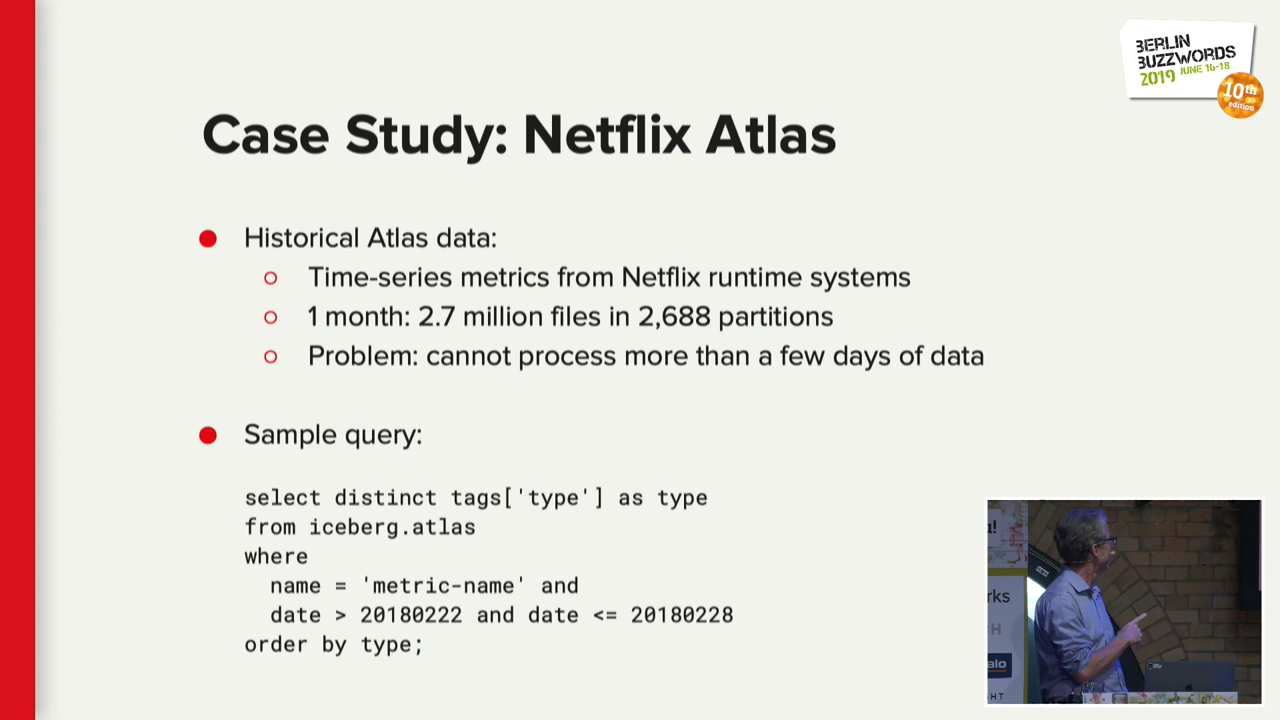 BERLIN
BUZZWORDS
2019 JUNE 16-18
10th
edition
Case Study: Netflix Atlas
Historical Atlas data:
Time-series metrics from Netflix runtime systems
1 month: 2.7 million files in 2,688 partitions
Problem: cannot process more than a few days of data
Sample query:
select distinct tags['type'] as type
from iceberg.atlas
where
name = 'metric-name' and
date > 20180222 and date <= 20180228
order by type;